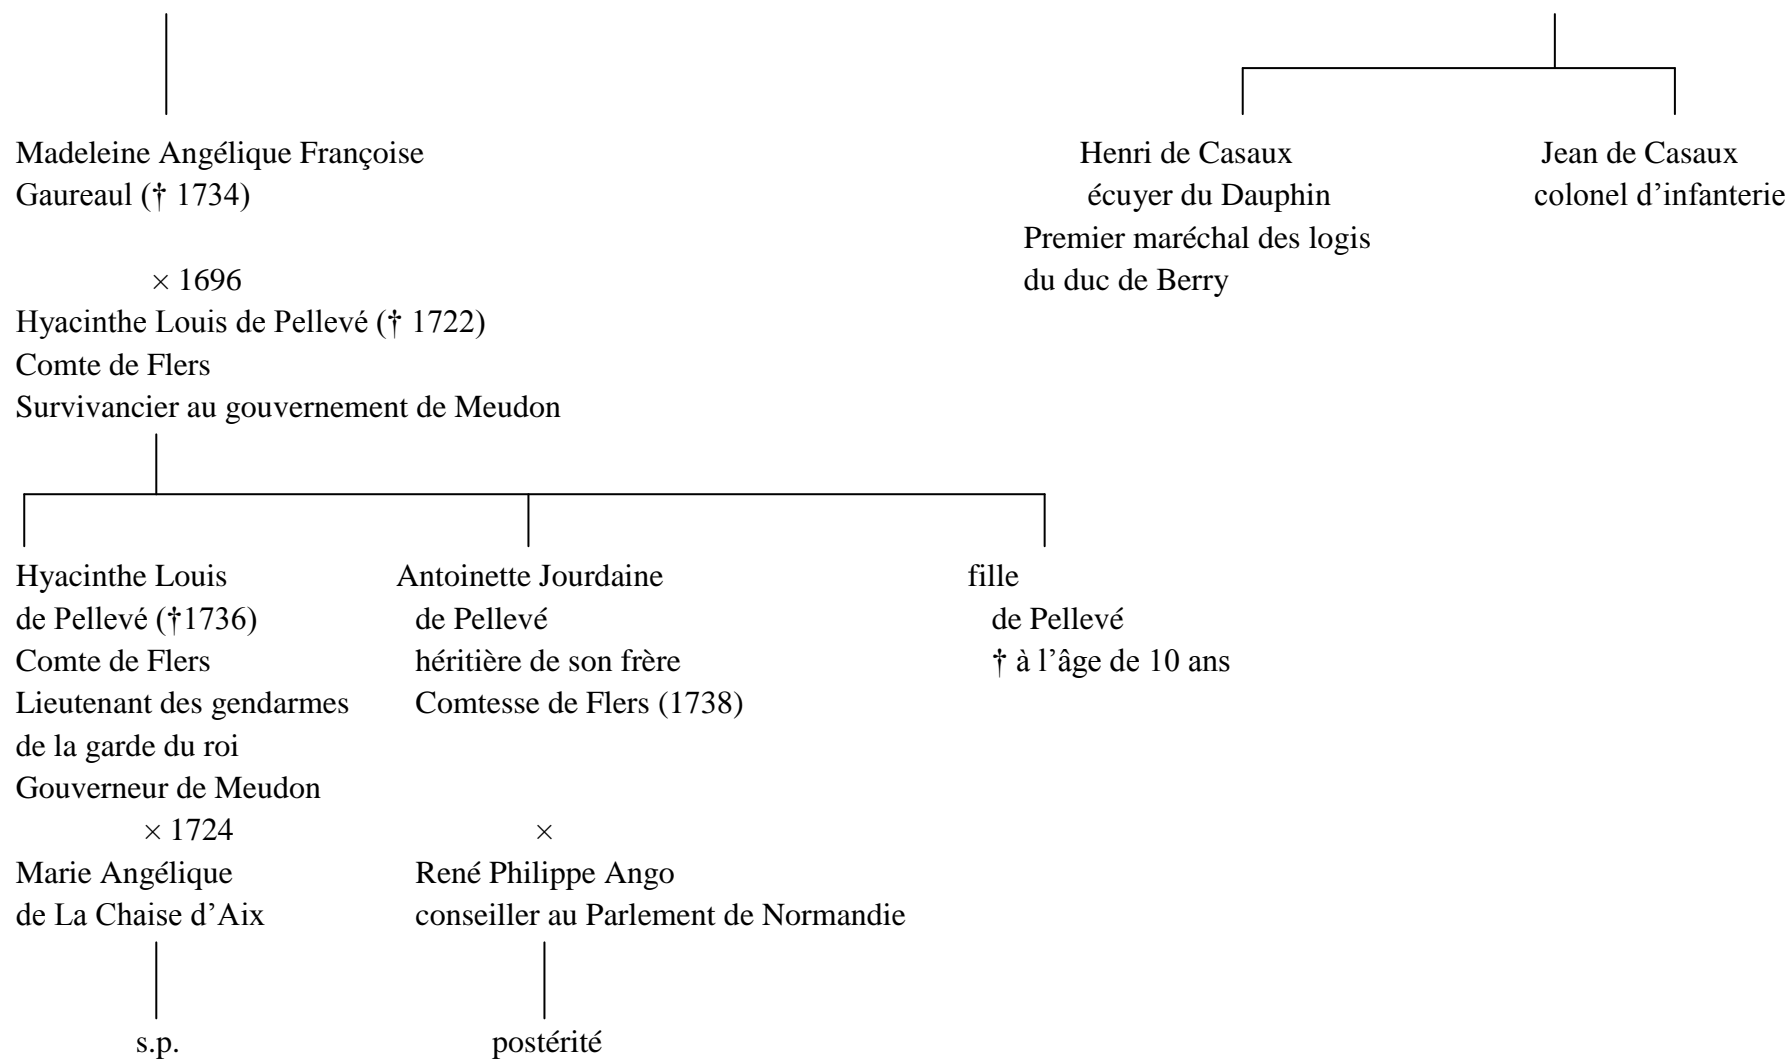 Madeleine Angélique Françoise
Gaureaul († 1734)
× 1696
Hyacinthe Louis de Pellevé († 1722)
Comte de Flers
Survivancier au gouvernement de Meudon
Henri de Casaux
écuyer du Dauphin
Premier maréchal des logis
du duc de Berry
Jean de Casaux
colonel d’infanterie
Hyacinthe Louis
de Pellevé (†1736)
Comte de Flers
Lieutenant des gendarmes
de la garde du roi
Gouverneur de Meudon
× 1724
Marie Angélique
de La Chaise d’Aix
s.p.
Antoinette Jourdaine
de Pellevé
héritière de son frère
Comtesse de Flers (1738)
×
René Philippe Ango
conseiller au Parlement de Normandie
postérité
fille
de Pellevé
† à l’âge de 10 ans